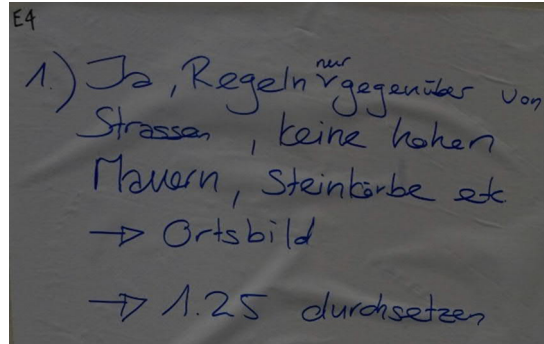 E4
1.) Ja, Regeln nur gegenüber von
Strassen, keine hohen
Mauern, Steinkörbe etc
→ Ortsbild
→ 1.25 durchsetzen